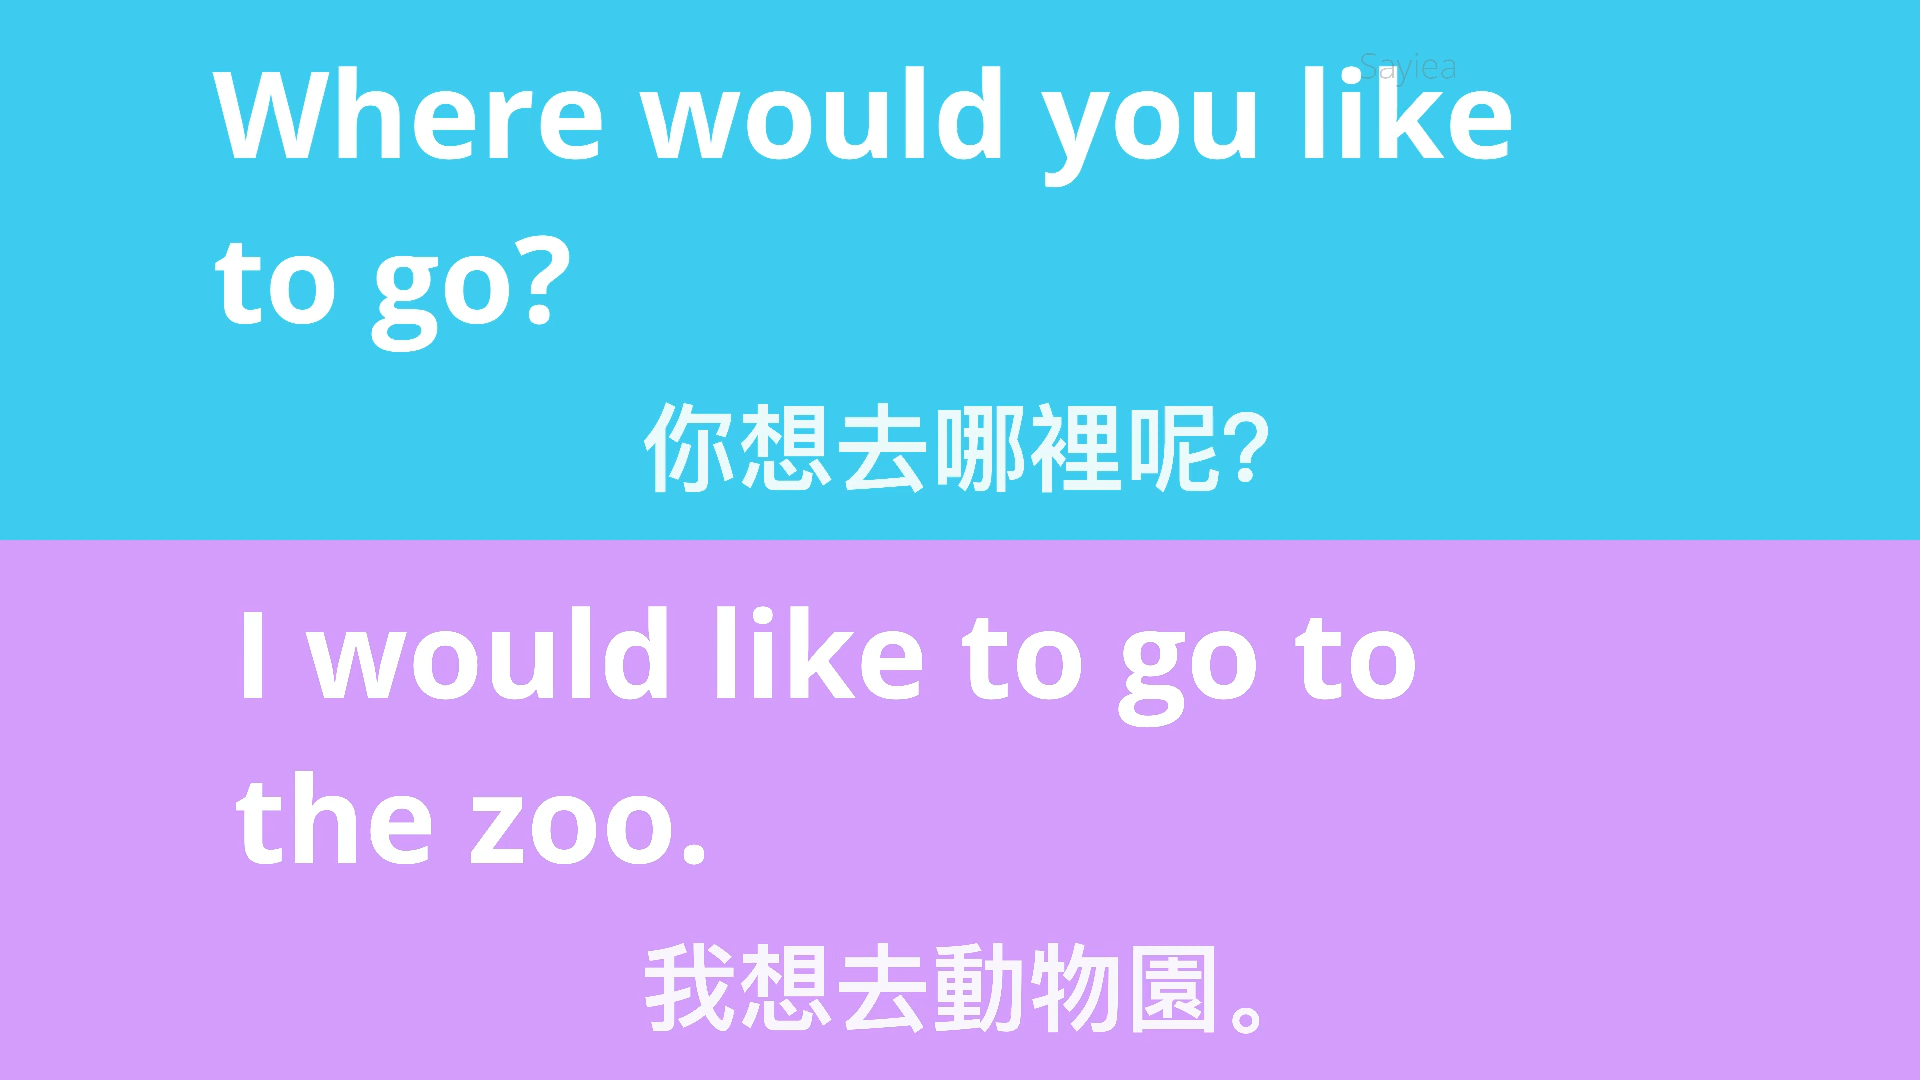 Sayiea
Where would you like
to go?
你想去哪裡呢?
I would like to go to
the zoo.
我想去動物園。